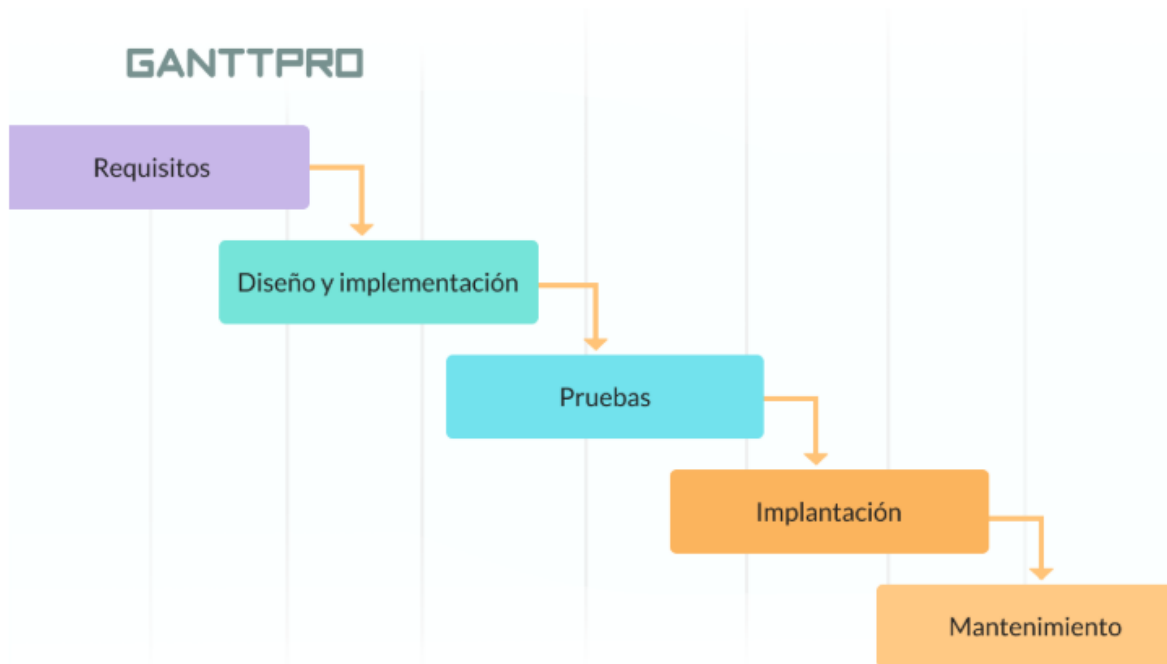 GANTTPRO
Requisitos
Diseño y implementación
Pruebas
Implantación
Mantenimiento